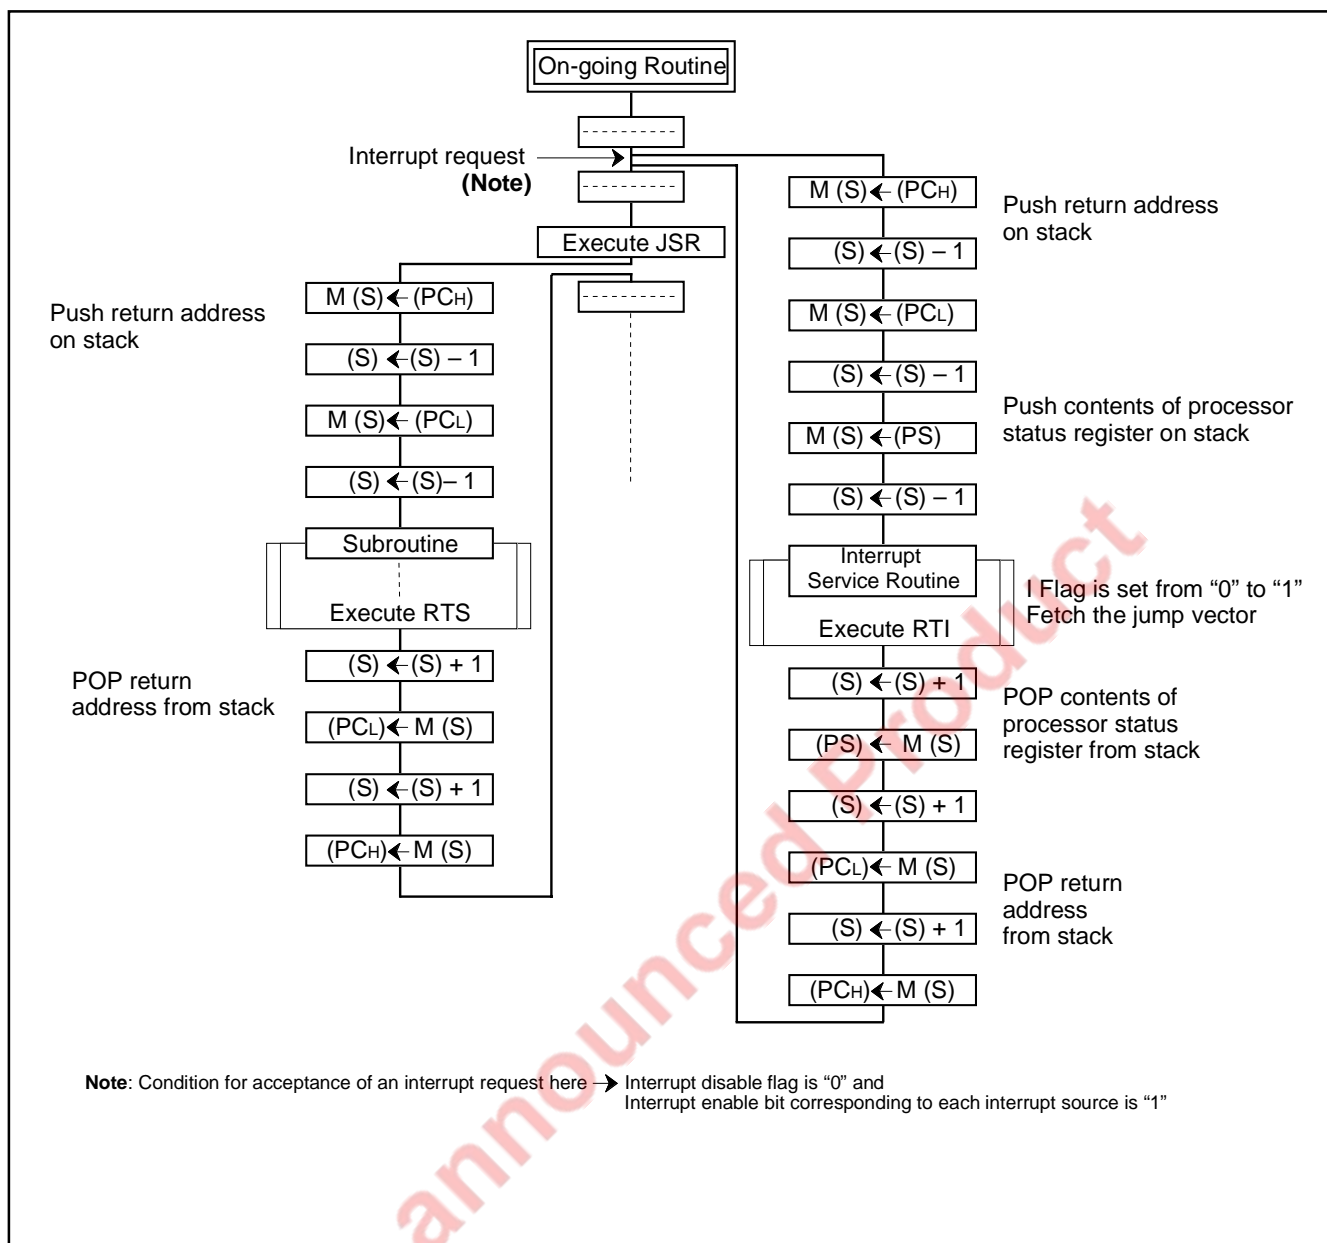 On-going Routine
Interrupt request
(Note)
Execute JSR
Push return address
on stack
M (S) ← (PCH)
(S) ← (S) – 1
M (S) ← (PCL)
(S) ← (S)– 1
Subroutine
Execute RTS
POP return
address from stack
(S) ← (S) + 1
(PCL) ← M (S)
(S) ← (S) + 1
(PCH) ← M (S)
M (S) ← (PCH)
(S) ← (S) – 1
M (S) ← (PCL)
(S) ← (S) – 1
M (S) ← (PS)
(S) ← (S) – 1
Push return address
on stack
Push contents of processor
status register on stack
Interrupt
Service Routine
Execute RTI
I Flag is set from “0” to “1”
Fetch the jump vector
(S) ← (S) + 1
(PS) ← M (S)
(S) ← (S) + 1
(PCL) ← M (S)
(S) ← (S) + 1
(PCH) ← M (S)
POP contents of
processor status
register from stack
POP return
address
from stack
Note: Condition for acceptance of an interrupt request here → Interrupt disable flag is “0” and
Interrupt enable bit corresponding to each interrupt source is “1”
announced Product